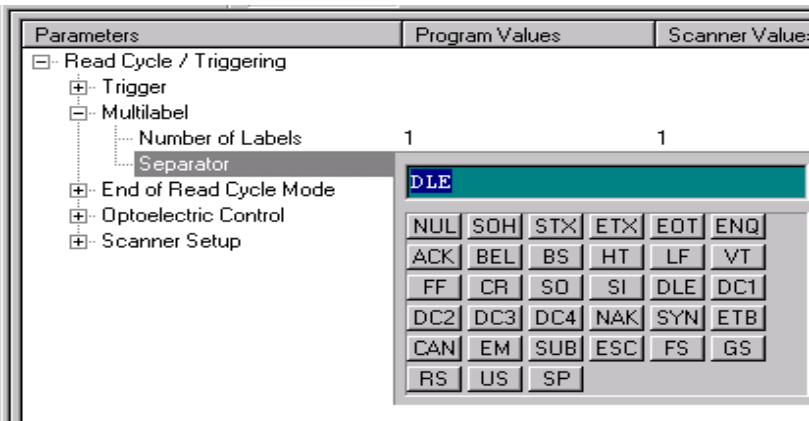 Parameters Program Values Scanner Values
Read Cycle / Triggering
Trigger
Multilabel
Number of Labels 1 1
Separator
DLE
End of Read Cycle Mode
Optoelectric Control
Scanner Setup
NUL SOH STX ETX EOT ENQ
ACK BEL BS HT LF VT
FF CR SO SI DLE DC1
DC2 DC3 DC4 NAK SYN ETB
CAN EM SUB ESC FS GS
RS US SP